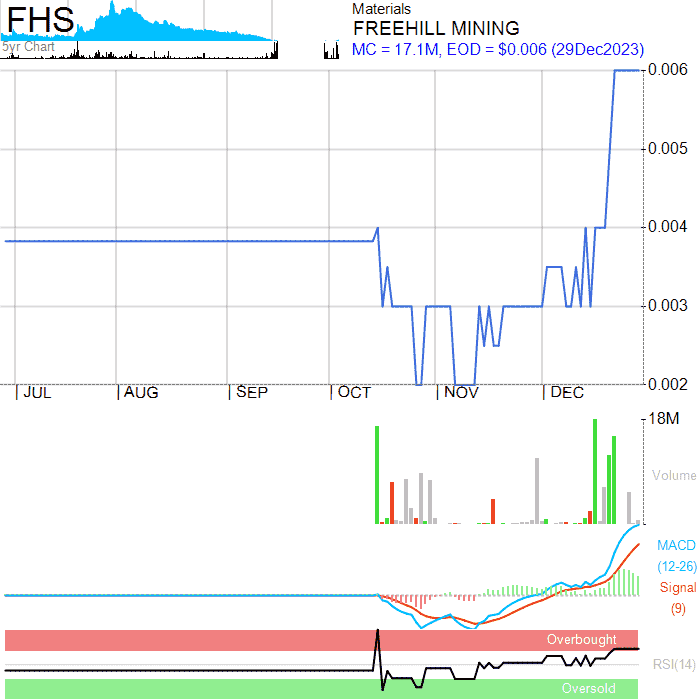 FHS
5yr Chart
Materials
FREEHILL MINING
MC = 17.1M, EOD = $0.006 (29Dec2023)
0.006
0.005
0.004
0.003
0.002
JUL AUG SEP OCT NOV DEC
18M
Volume
MACD
(12-26)
Signal
(9)
Overbought
RSI(14)
Oversold